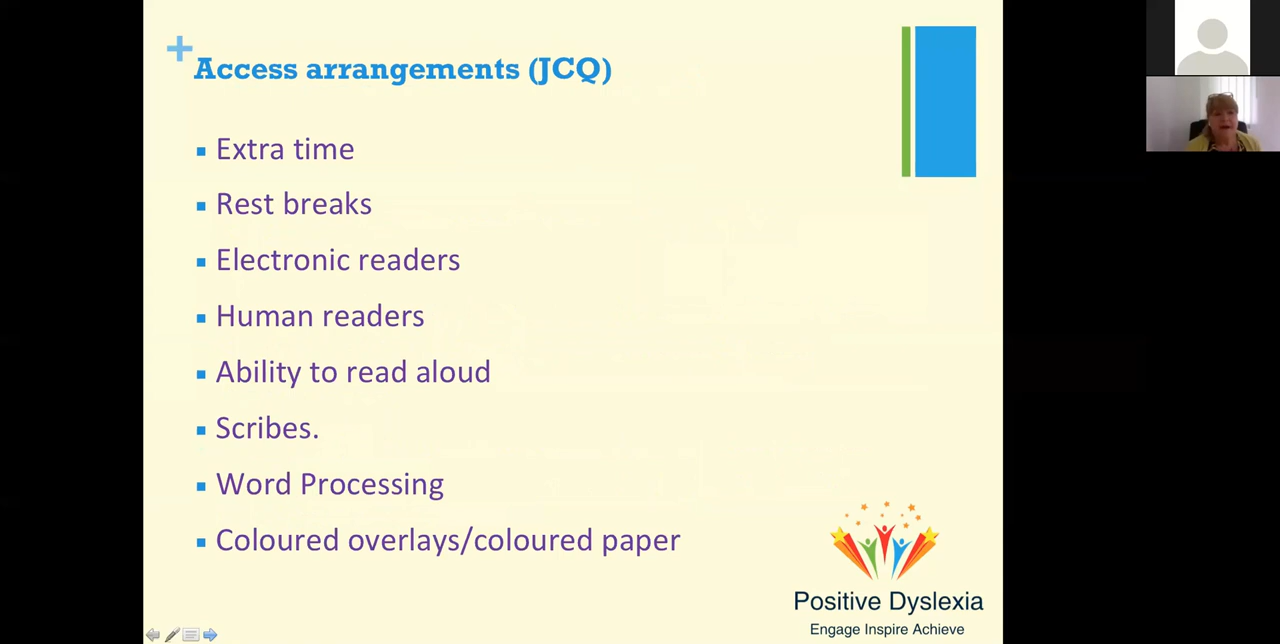 Access arrangements (JCQ)
Extra time
Rest breaks
Electronic readers
Human readers
Ability to read aloud
Scribes.
Word Processing
Coloured overlays/coloured paper
Positive Dyslexia
Engage Inspire Achieve